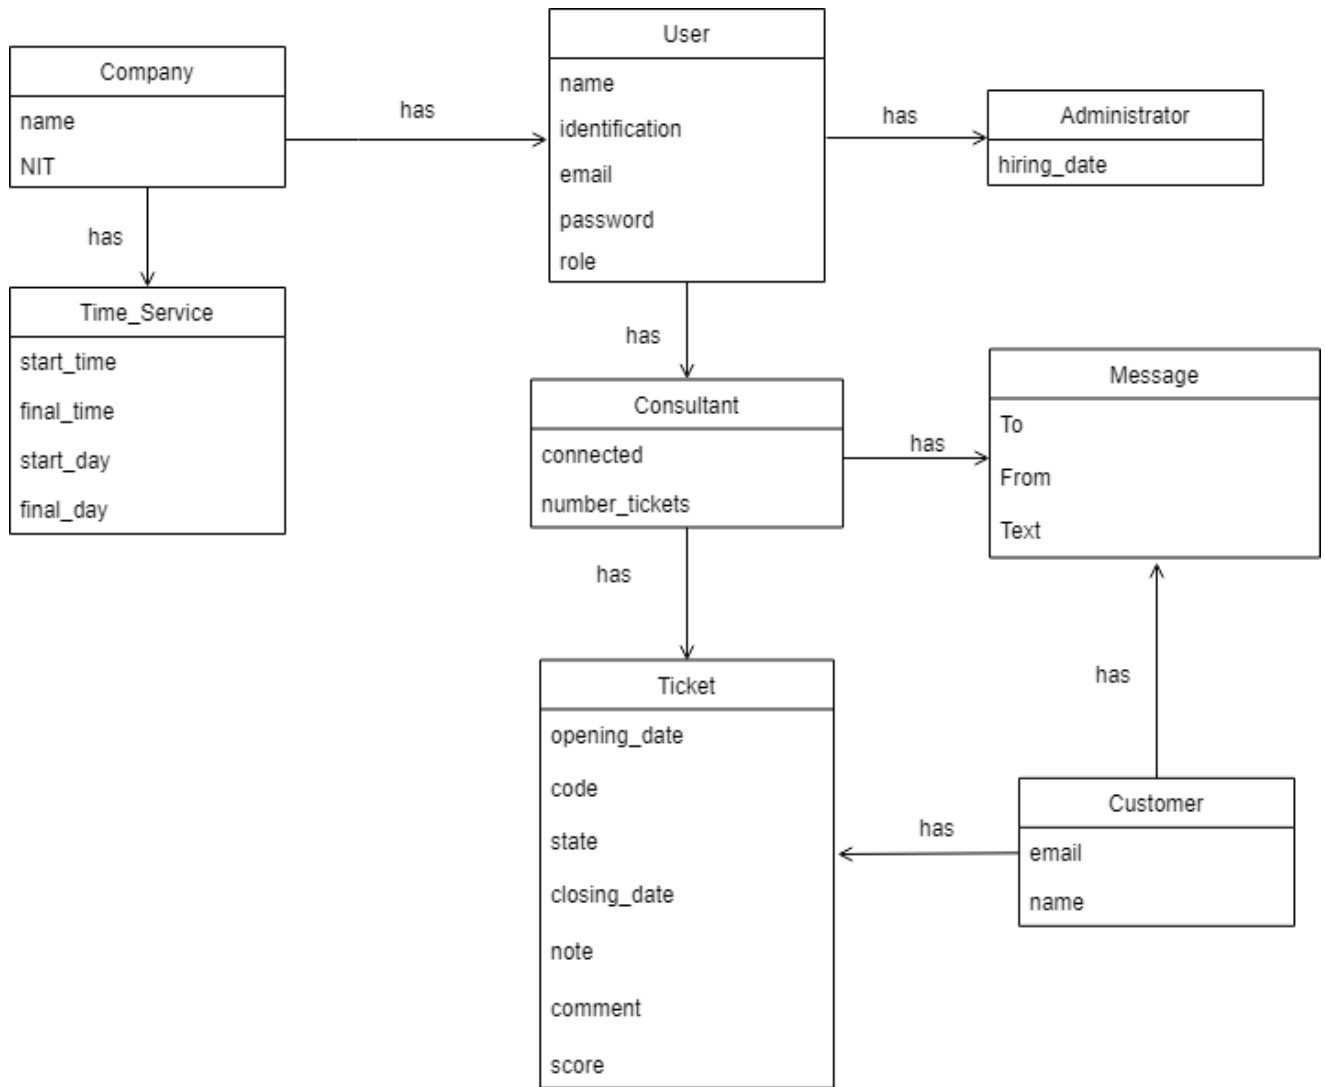 Company
name
NIT
has
User
name
identification
email
password
role
has
Administrator
hiring_date
has
Time_Service
start_time
final_time
start_day
final_day
has
Consultant
connected
number_tickets
has
Message
To
From
Text
has
Ticket
opening_date
code
state
closing_date
note
comment
score
has
has
Customer
email
name